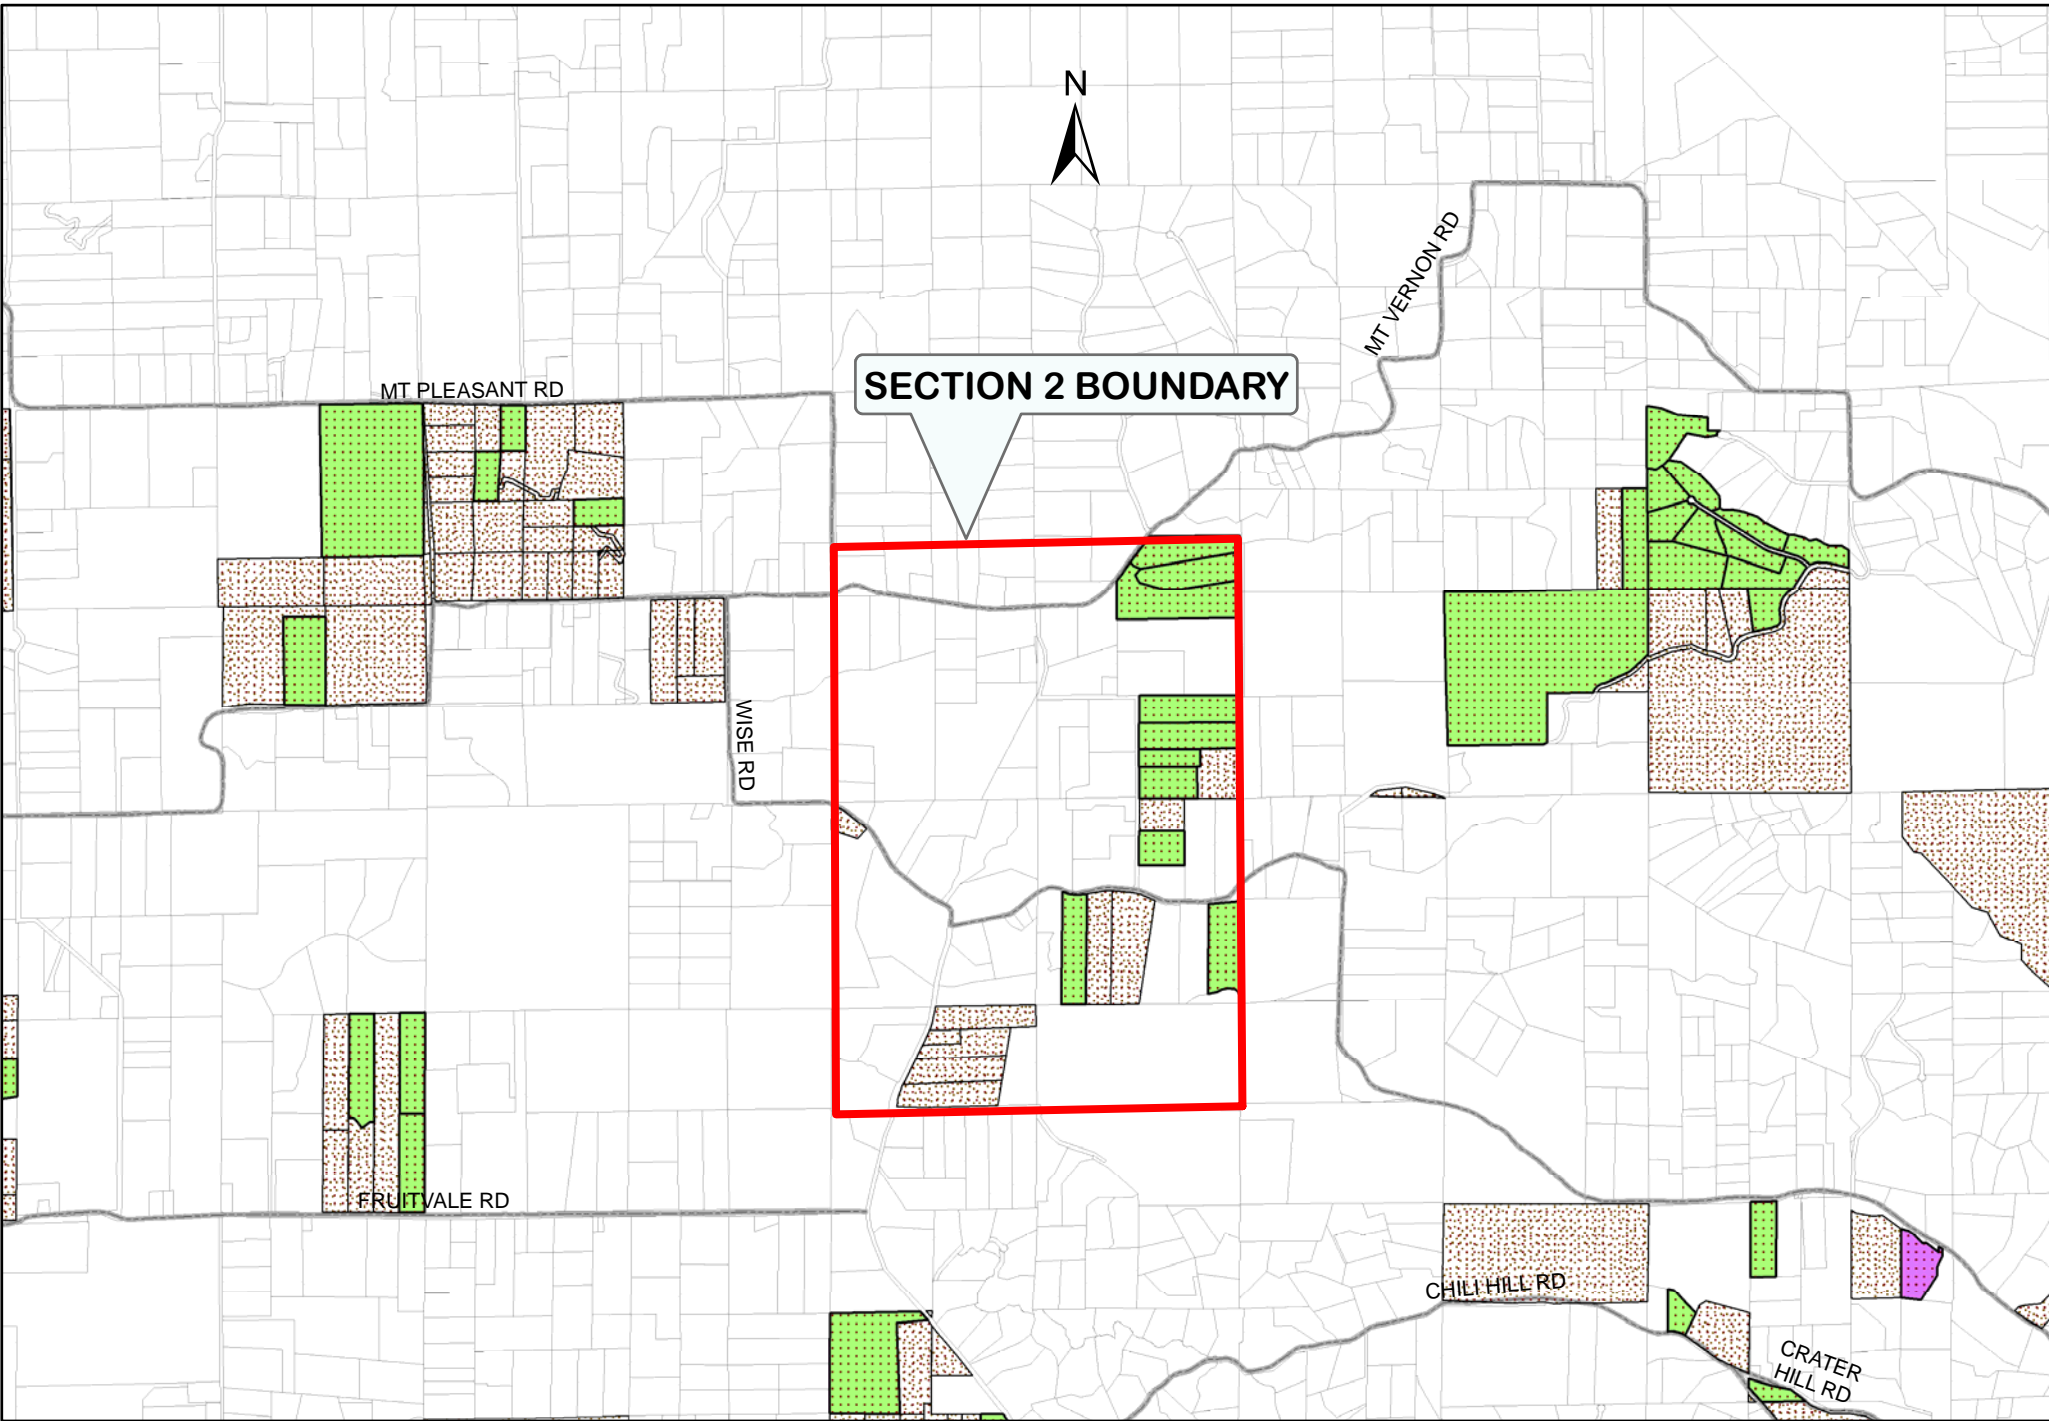 N
MT VERNON RD
SECTION 2 BOUNDARY
MT PLEASANT RD
WISE RD
FRUITVALE RD
CHILI HILL RD
CRATER
HILL RD